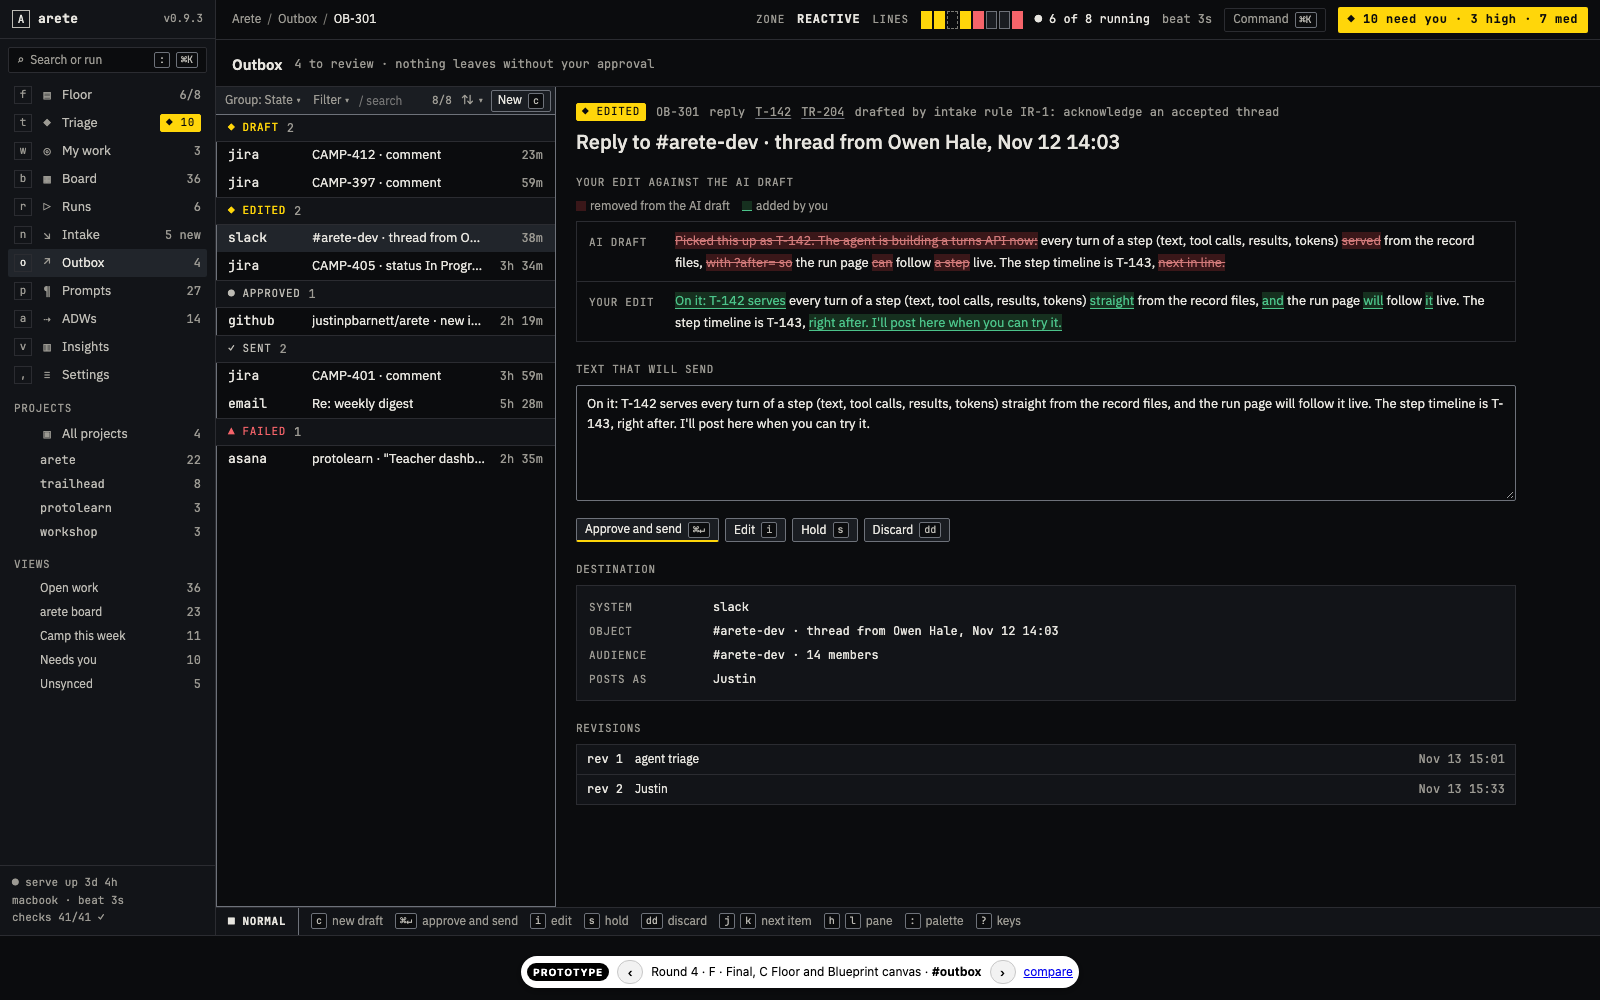 A arete v0.9.3
Search or run : ⌘K
f Floor 6/8
t Triage 10
w My work 3
b Board 36
r Runs 6
n Intake 5 new
o Outbox 4
p Prompts 27
a ADWs 14
v Insights
, Settings
PROJECTS
All projects 4
arete 22
trailhead 8
protolearn 3
workshop 3
VIEWS
Open work 36
arete board 23
Camp this week 11
Needs you 10
Unsynced 5
serve up 3d 4h
macbook · beat 3s
checks 41/41 ✓
Arete / Outbox / OB-301
ZONE REACTIVE LINES 6 of 8 running beat 3s Command ⌘K 10 need you · 3 high · 7 med
Outbox 4 to review · nothing leaves without your approval
Group: State Filter / search 8/8 New c
DRAFT 2
jira CAMP-412 · comment 23m
jira CAMP-397 · comment 59m
EDITED 2
slack #arete-dev · thread from O... 38m
jira CAMP-405 · status In Progr... 3h 34m
APPROVED 1
github justinpbarnett/arete · new i... 2h 19m
✓ SENT 2
jira CAMP-401 · comment 3h 59m
email Re: weekly digest 5h 28m
FAILED 1
asana protolearn · "Teacher dashb... 2h 35m
EDITED OB-301 reply T-142 TR-204 drafted by intake rule IR-1: acknowledge an accepted thread
Reply to #arete-dev · thread from Owen Hale, Nov 12 14:03
YOUR EDIT AGAINST THE AI DRAFT
removed from the AI draft added by you
AI DRAFT Picked this up as T-142. The agent is building a turns API now: every turn of a step (text, tool calls, results, tokens) served from the record
files, with ?after= so the run page can follow a step live. The step timeline is T-143, next in line.
YOUR EDIT On it: T-142 serves every turn of a step (text, tool calls, results, tokens) straight from the record files, and the run page will follow it live. The
step timeline is T-143, right after. I'll post here when you can try it.
TEXT THAT WILL SEND
On it: T-142 serves every turn of a step (text, tool calls, results, tokens) straight from the record files, and the run page will follow it live. The step timeline is T-
143, right after. I'll post here when you can try it.
Approve and send ⌘↵ Edit i Hold s Discard dd
DESTINATION
SYSTEM slack
OBJECT #arete-dev · thread from Owen Hale, Nov 12 14:03
AUDIENCE #arete-dev · 14 members
POSTS AS Justin
REVISIONS
rev 1 agent triage Nov 13 15:01
rev 2 Justin Nov 13 15:33
NORMAL c new draft ⌘↵ approve and send i edit s hold dd discard j k next item h l pane : palette ? keys
PROTOTYPE ‹ Round 4 · F · Final, C Floor and Blueprint canvas · #outbox › compare